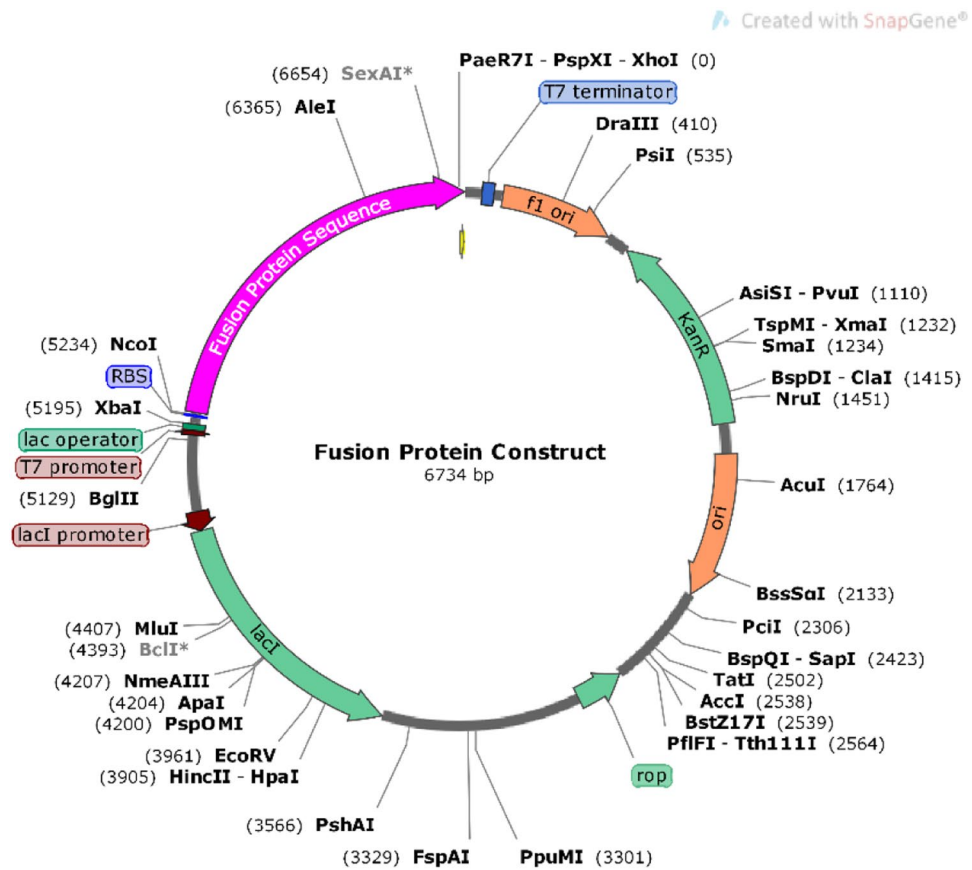 Created with SnapGene®
(6654) SexAI*
(6365) AleI
PaeR7I - PspXI - XhoI (0)
T7 terminator
DraIII (410)
PsiI (535)
f1 ori
Fusion Protein Sequence
KanR
AsiSI - PvuI (1110)
TspMI - XmaI (1232)
SmaI (1234)
BspDI - ClaI (1415)
NruI (1451)
(5234) NcoI
RBS
(5195) XbaI
lac operator
T7 promoter
(5129) BglII
lacI promoter
Fusion Protein Construct
6734 bp
AcuI (1764)
ori
BssSαI (2133)
PciI (2306)
BspQI - SapI (2423)
TatI (2502)
AccI (2538)
BstZ17I (2539)
PflFI - Tth111I (2564)
rop
lacI
(4407) MluI
(4393) BclI*
(4207) NmeAIII
(4204) ApaI
(4200) PspOMI
(3961) EcoRV
(3905) HincII - HpaI
(3566) PshAI
(3329) FspAI
PpuMI (3301)